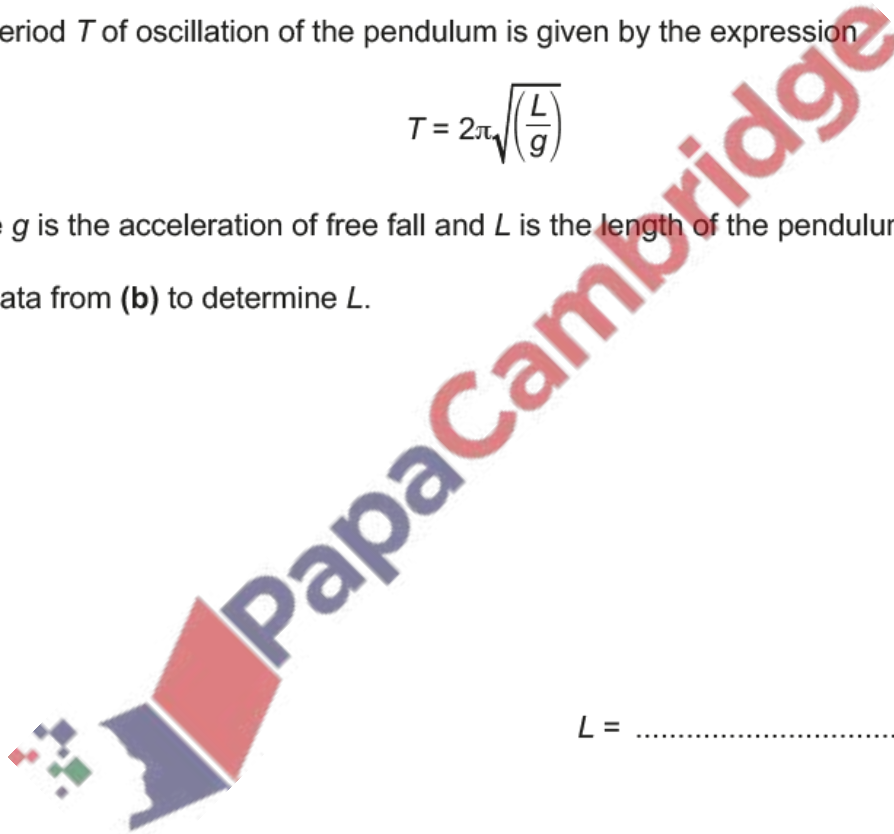 eriod T of oscillation of the pendulum is given by the expression
T = 2π√(L/g)
g is the acceleration of free fall and L is the length of the
ata from (b) to determine L.
PapaCambridge
L = ..............................